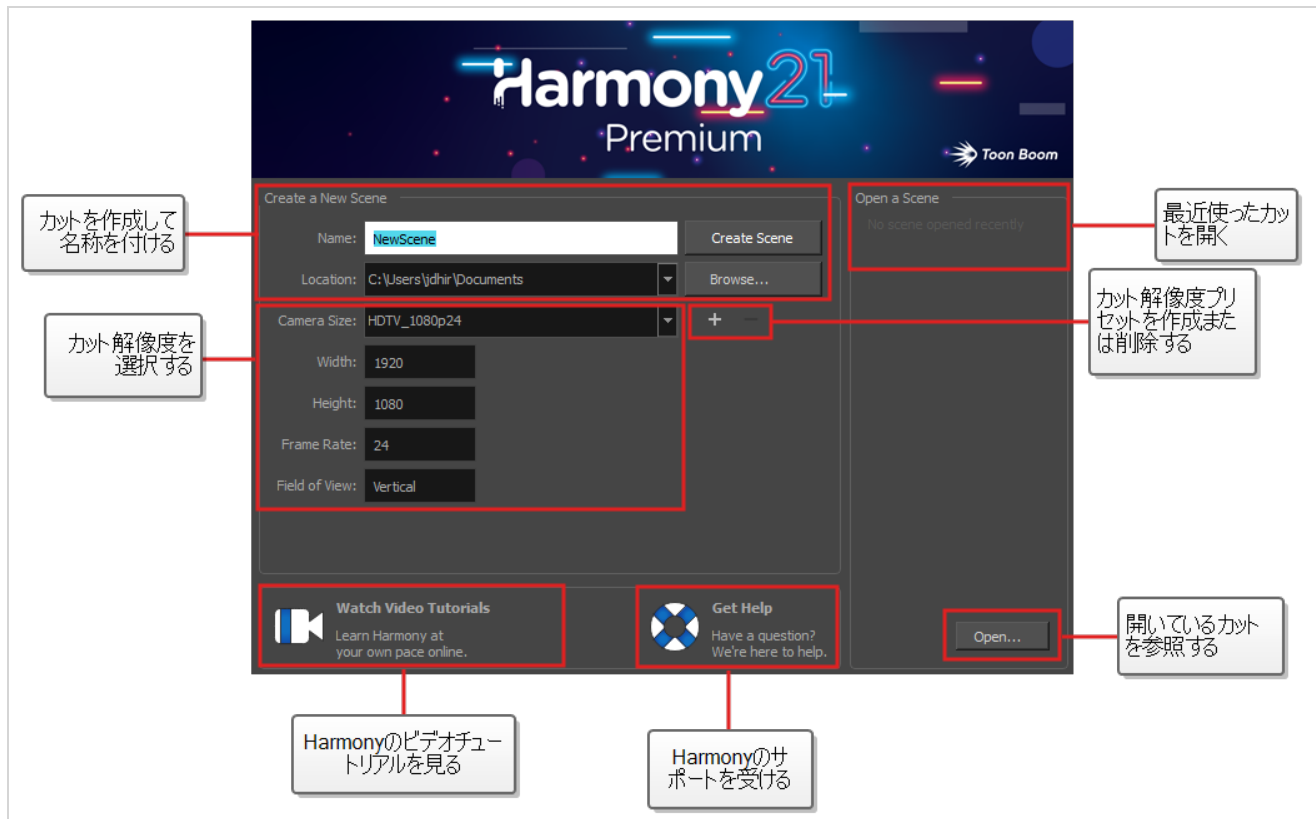 Harmony 21
Premium
Toon Boom
Create a New Scene
Name:
NewScene
Create Scene
Location:
C:\Users\jdhir\Documents
Browse...
Camera Size:
HDTV_1080p24
+
Width:
1920
Height:
1080
Frame Rate:
24
Field of View:
Vertical
Open a Scene
No scene opened recently
Open...
Watch Video Tutorials
Learn Harmony at
your own pace online.
Get Help
Have a question?
We're here to help.
カットを作成して
名称を付ける
カット解像度を
選択する
最近使ったカッ
トを開く
カット解像度プリ
セットを作成また
は削除する
開いているカット
を参照する
Harmonyのビデオチュー
トリアルを見る
Harmonyのサ
ポートを受ける